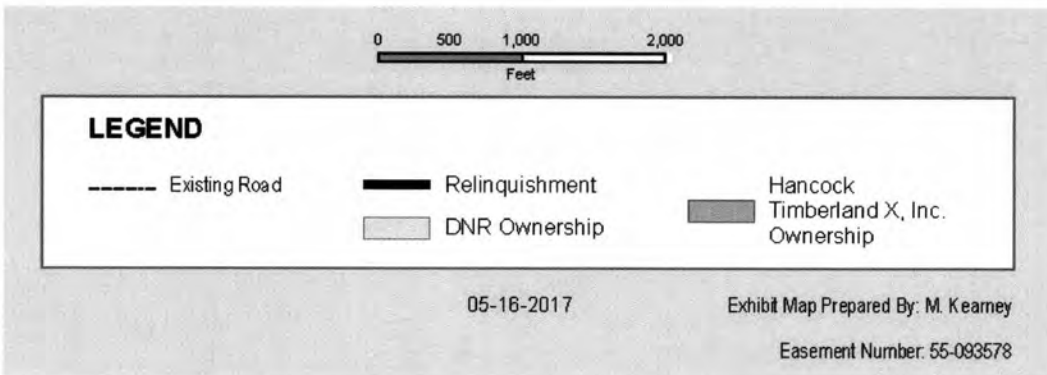 0 500 1,000 2,000
Feet
LEGEND
Existing Road
Relinquishment
DNR Ownership
Hancock
Timberland X, Inc.
Ownership
05-16-2017
Exhibit Map Prepared By: M. Kearney
Easement Number: 55-093578